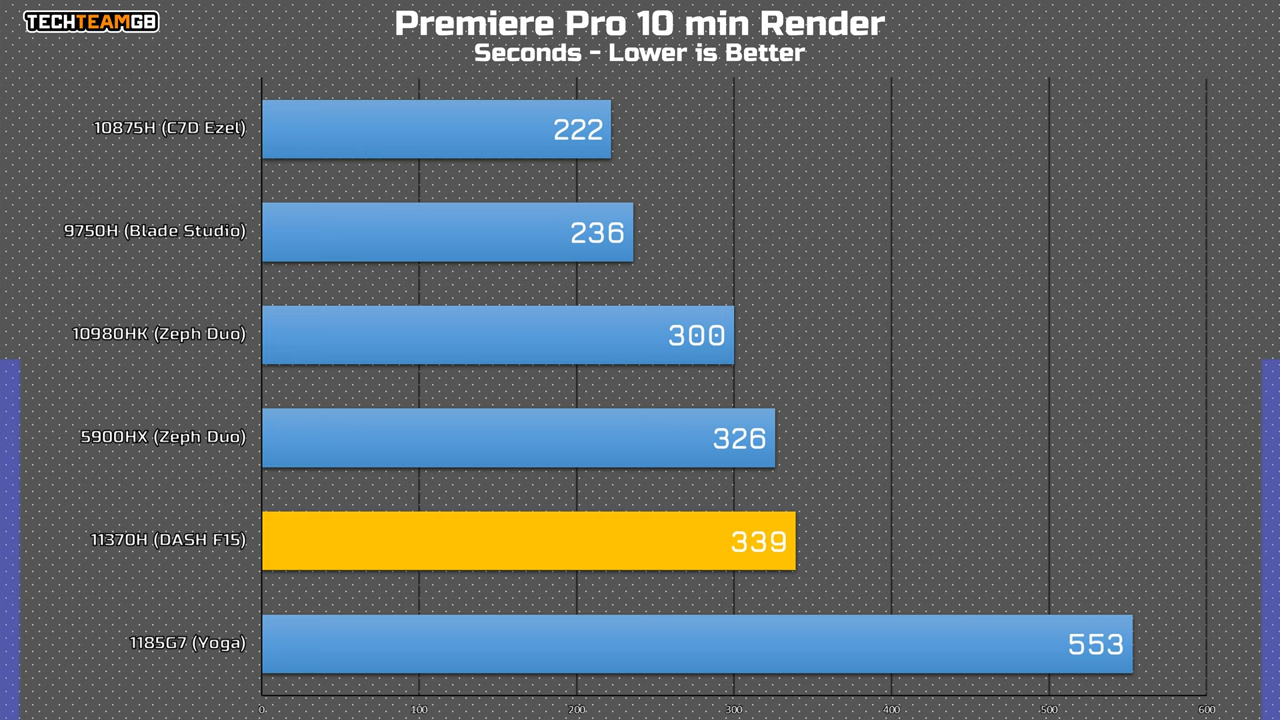 TECHTEAMGB
Premiere Pro 10 min Render
Seconds - Lower is Better
10875H (C7D Ezel)
222
9750H (Blade Studio)
236
10980HK (Zeph Duo)
300
5900HX (Zeph Duo)
326
11370H (DASH F15)
339
1185G7 (Yoga)
553
0 100 200 300 400 500 600